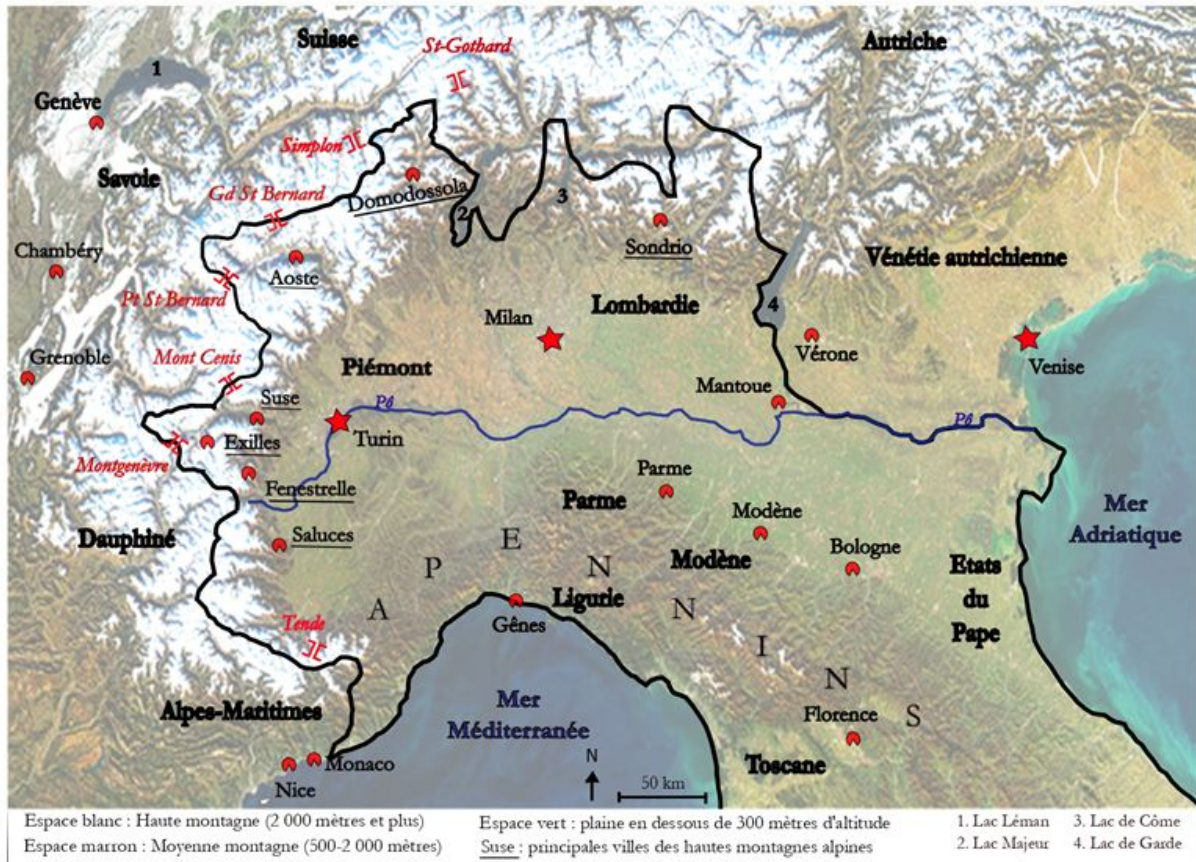 Suisse
St-Gothard
Autriche
1
Genève
Simplon
Savoie
Gd St Bernard
Domodossola
2
3
Sondrio
Chambéry
Aoste
Vénétie autrichienne
Pt St Bernard
Lombardie
4
Milan
Vérone
Venise
Grenoble
Mont Cenis
Piémont
Mantoue
Suse
Pô
Pô
Turin
Exilles
Montgenèvre
Fenestrelle
Parme
Parme
Mer
Adriatique
Dauphiné
Saluces
Modène
Modène
Bologne
Etats
du
Pape
A P E N N I N S
Ligurie
Gênes
Tende
Alpes-Maritimes
Mer
Méditerranée
Florence
Toscane
Monaco
Nice
N
50 km
Espace blanc : Haute montagne (2 000 mètres et plus)
Espace marron : Moyenne montagne (500-2 000 mètres)
Espace vert : plaine en dessous de 300 mètres d'altitude
Suse : principales villes des hautes montagnes alpines
1. Lac Léman
2. Lac Majeur
3. Lac de Côme
4. Lac de Garde